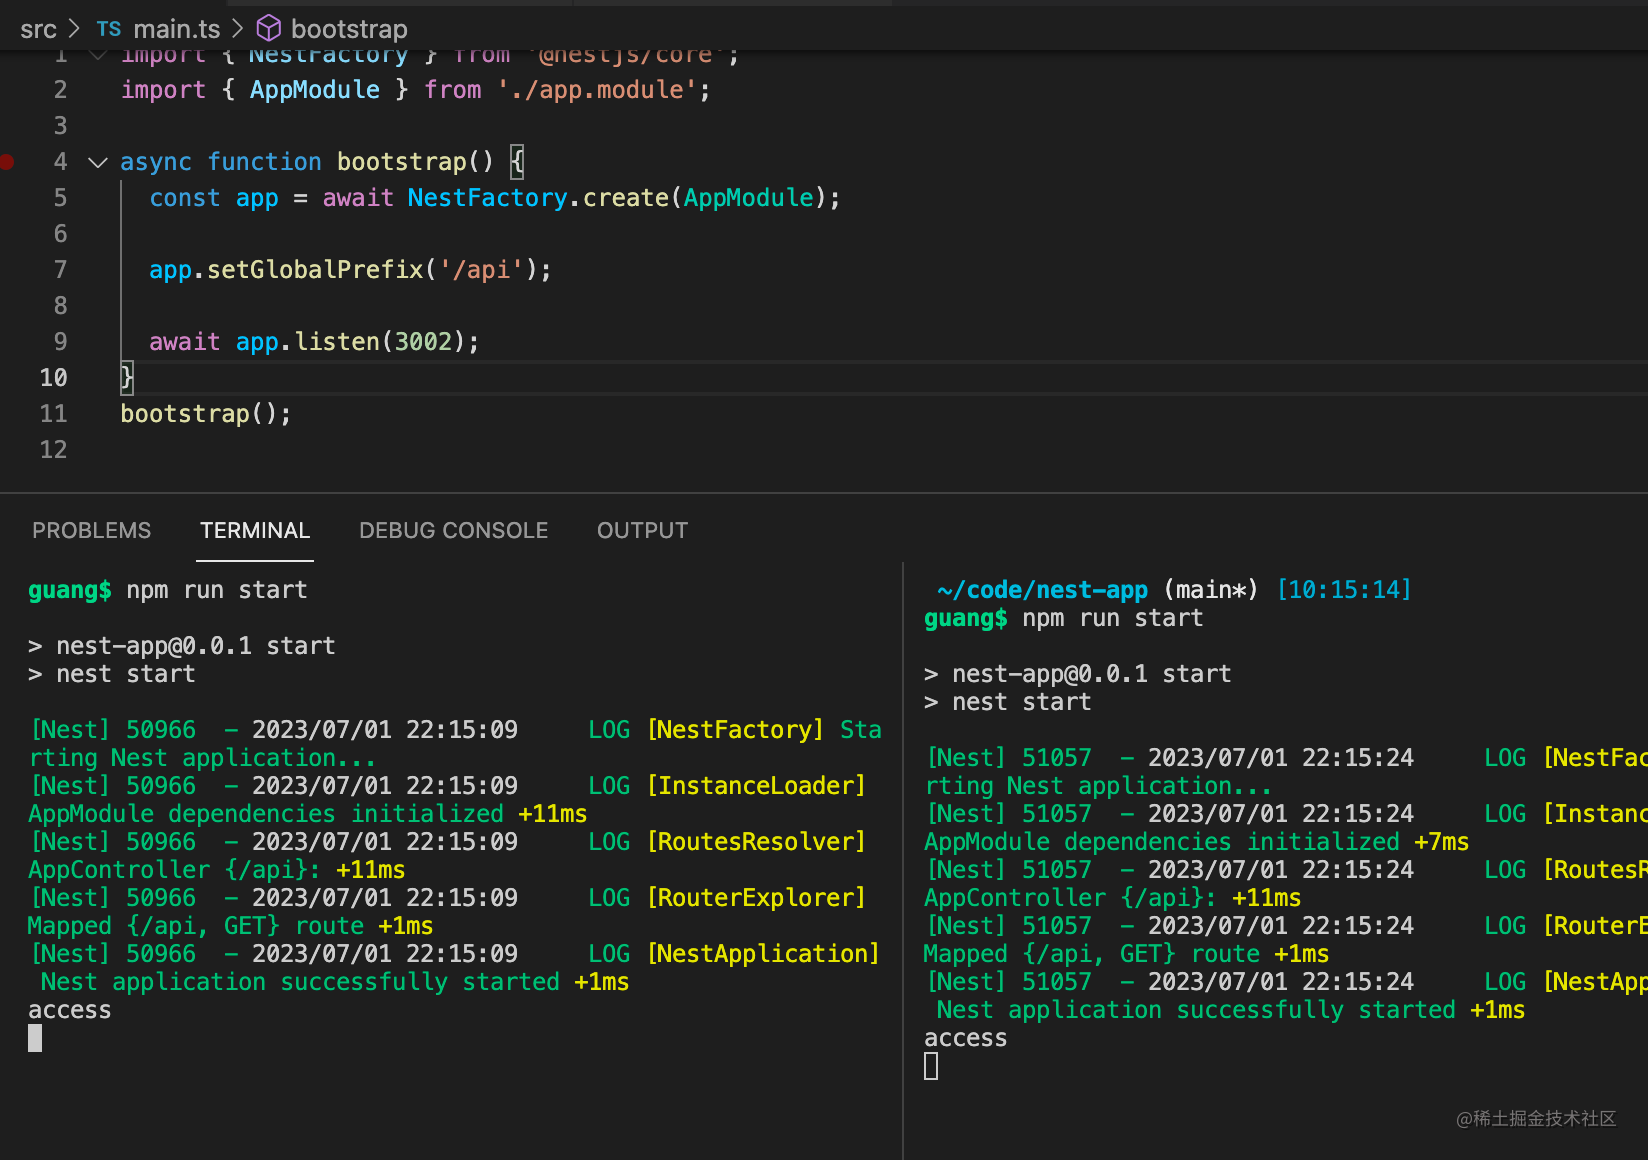 src > TS main.ts > bootstrap
1 import { NestFactory } from '@nestjs/core';
2 import { AppModule } from './app.module';
3
4 async function bootstrap() {
5 const app = await NestFactory.create(AppModule);
6
7 app.setGlobalPrefix('/api');
8
9 await app.listen(3002);
10 }
11 bootstrap();
12
PROBLEMS TERMINAL DEBUG CONSOLE OUTPUT
guang$ npm run start
> nest-app@0.0.1 start
> nest start
[Nest] 50966 - 2023/07/01 22:15:09 LOG [NestFactory] Sta
rting Nest application...
[Nest] 50966 - 2023/07/01 22:15:09 LOG [InstanceLoader]
AppModule dependencies initialized +11ms
[Nest] 50966 - 2023/07/01 22:15:09 LOG [RoutesResolver]
AppController {/api}: +11ms
[Nest] 50966 - 2023/07/01 22:15:09 LOG [RouterExplorer]
Mapped {/api, GET} route +1ms
[Nest] 50966 - 2023/07/01 22:15:09 LOG [NestApplication]
Nest application successfully started +1ms
access
~/code/nest-app (main*) [10:15:14]
guang$ npm run start
> nest-app@0.0.1 start
> nest start
[Nest] 51057 - 2023/07/01 22:15:24 LOG [NestFac
rting Nest application...
[Nest] 51057 - 2023/07/01 22:15:24 LOG [Instanc
AppModule dependencies initialized +7ms
[Nest] 51057 - 2023/07/01 22:15:24 LOG [RoutesR
AppController {/api}: +11ms
[Nest] 51057 - 2023/07/01 22:15:24 LOG [RouterE
Mapped {/api, GET} route +1ms
[Nest] 51057 - 2023/07/01 22:15:24 LOG [NestApp
Nest application successfully started +1ms
access
@稀土掘金技术社区